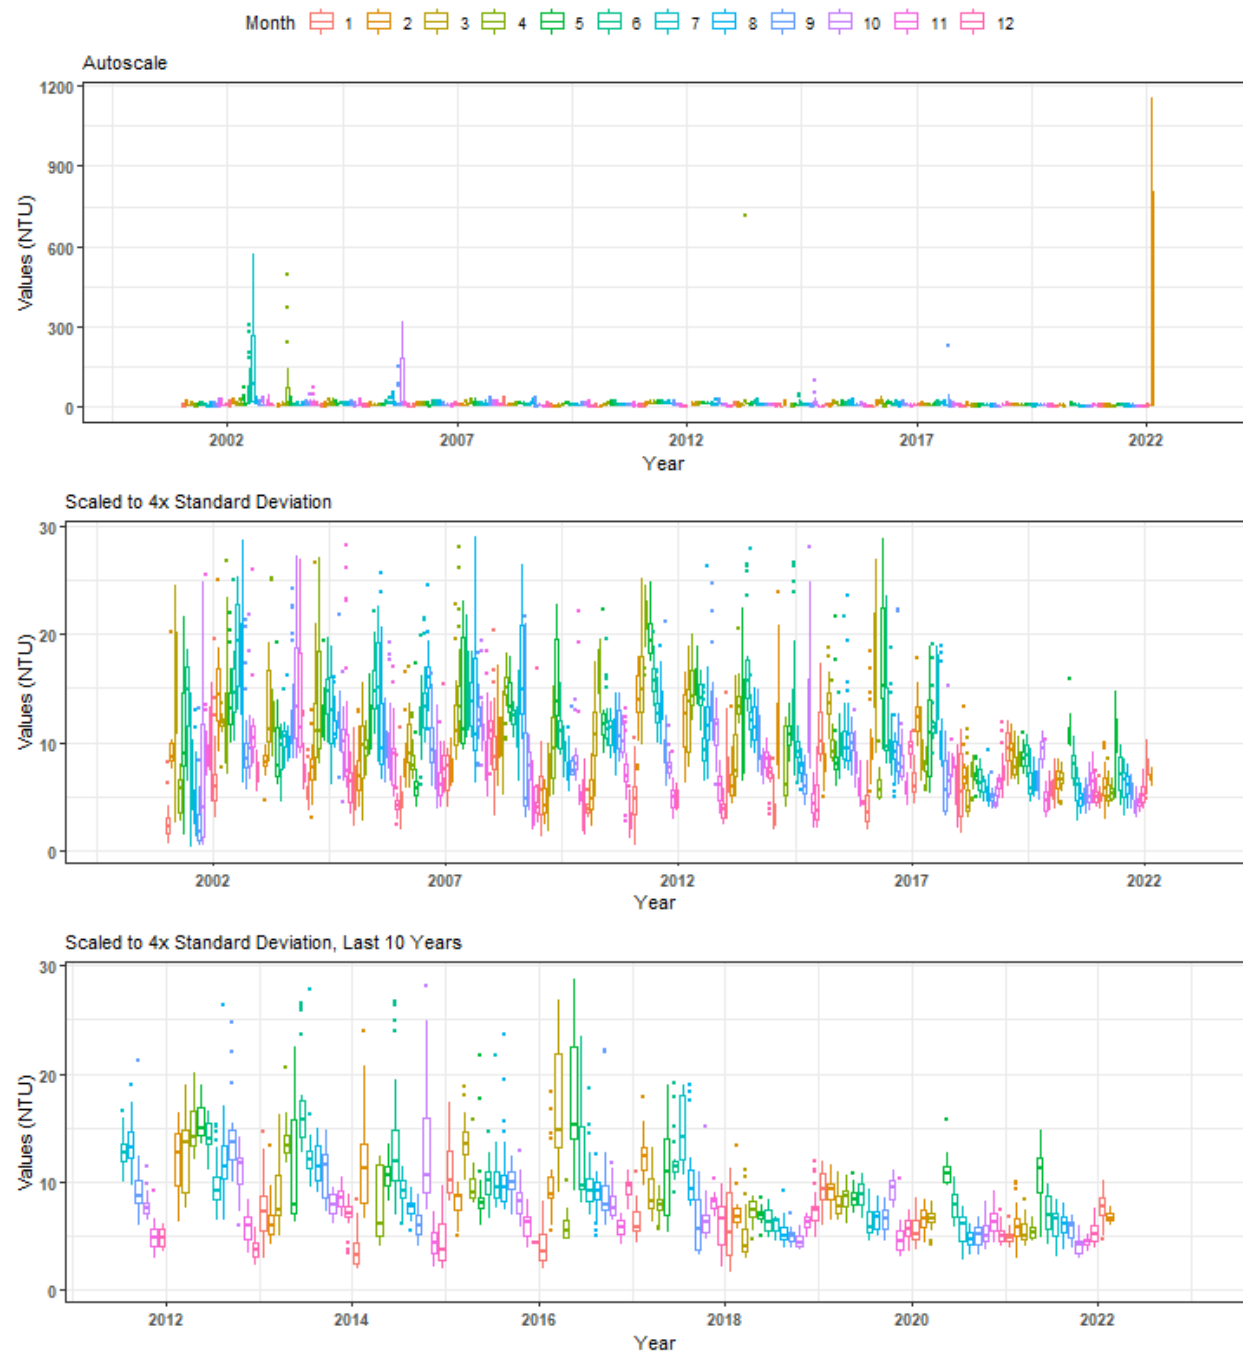 Month 1 2 3 4 5 6 7 8 9 10 11 12
Autoscale
1200
900
600
300
0
Values (NTU)
2002 2007 2012 2017 2022
Year
Scaled to 4x Standard Deviation
30
20
10
0
Values (NTU)
2002 2007 2012 2017 2022
Year
Scaled to 4x Standard Deviation, Last 10 Years
30
20
10
0
Values (NTU)
2012 2014 2016 2018 2020 2022
Year